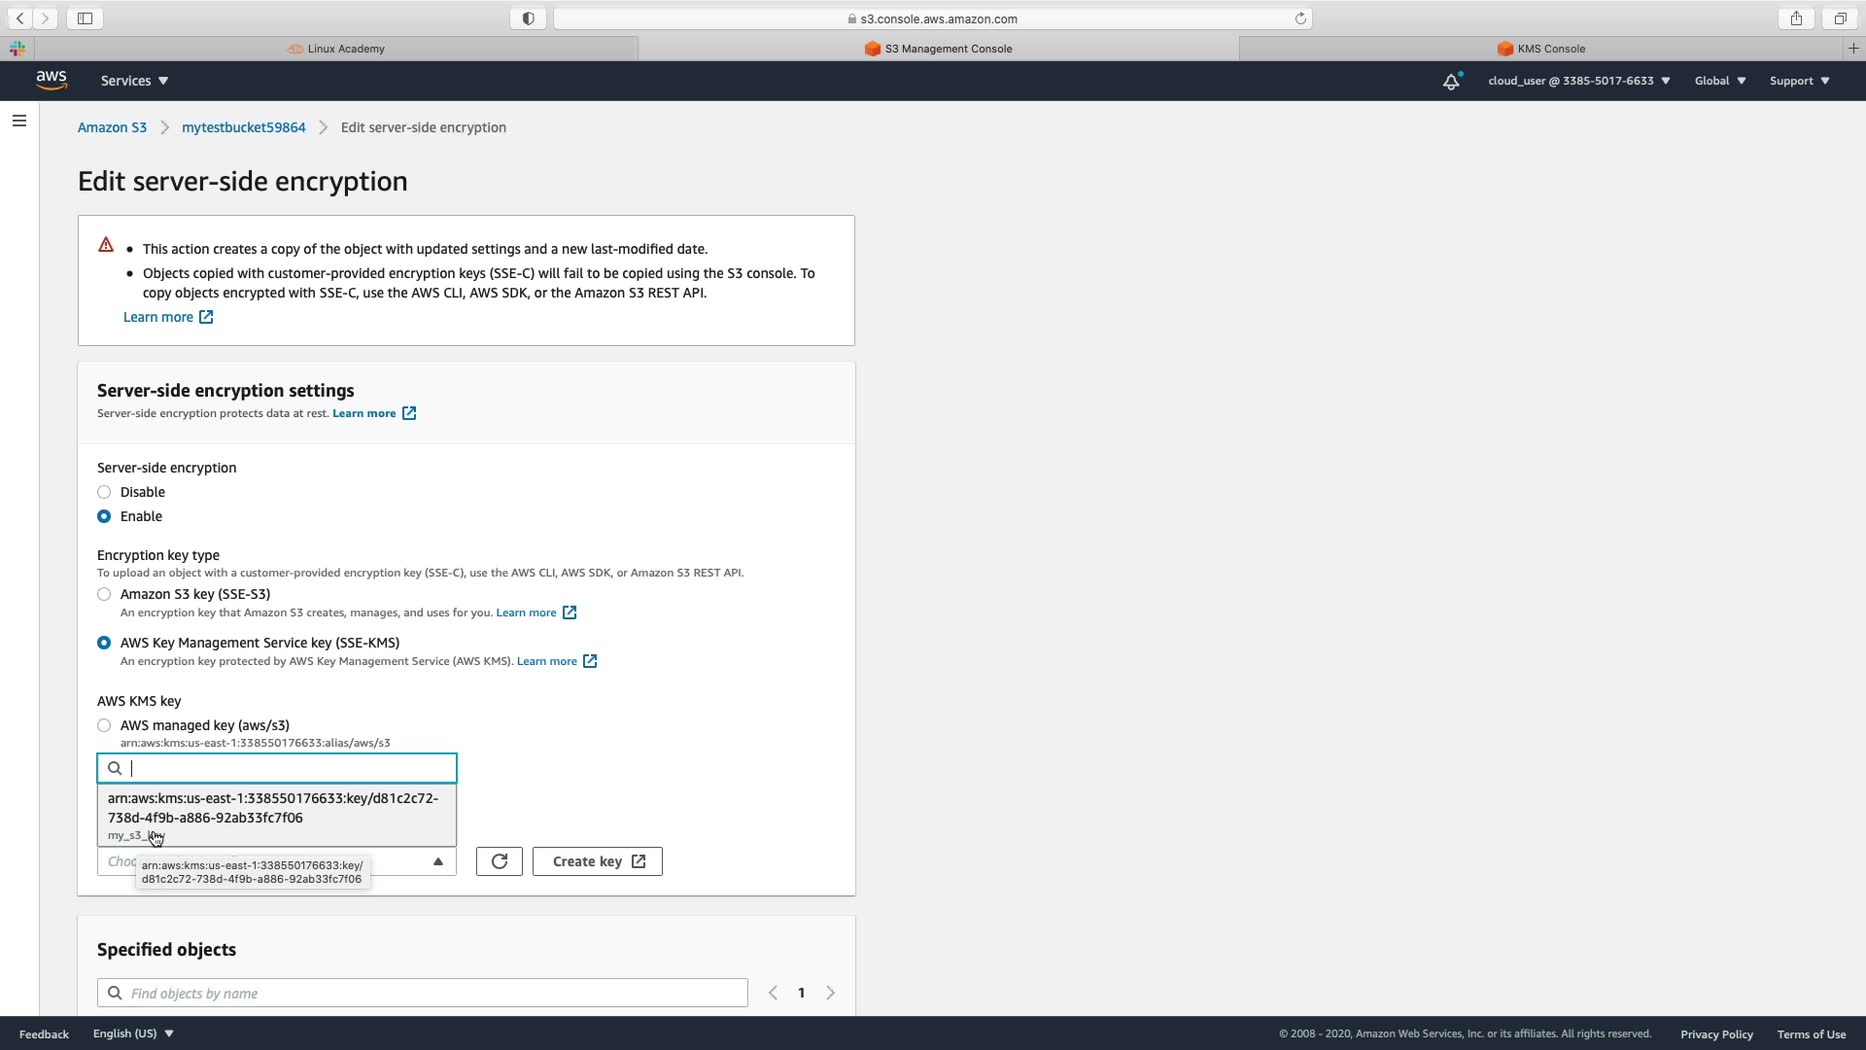 s3.console.aws.amazon.com
Linux Academy
S3 Management Console
KMS Console
aws
Services
cloud_user @ 3385-5017-6633
Global
Support
Amazon S3
mytestbucket59864
Edit server-side encryption
Edit server-side encryption
This action creates a copy of the object with updated settings and a new last-modified date.
Objects copied with customer-provided encryption keys (SSE-C) will fail to be copied using the S3 console. To
copy objects encrypted with SSE-C, use the AWS CLI, AWS SDK, or the Amazon S3 REST API.
Learn more
Server-side encryption settings
Server-side encryption protects data at rest. Learn more
Server-side encryption
Disable
Enable
Encryption key type
To upload an object with a customer-provided encryption key (SSE-C), use the AWS CLI, AWS SDK, or Amazon S3 REST API.
Amazon S3 key (SSE-S3)
An encryption key that Amazon S3 creates, manages, and uses for you. Learn more
AWS Key Management Service key (SSE-KMS)
An encryption key protected by AWS Key Management Service (AWS KMS). Learn more
AWS KMS key
AWS managed key (aws/s3)
arn:aws:kms:us-east-1:338550176633:alias/aws/s3
arn:aws:kms:us-east-1:338550176633:key/d81c2c72-
738d-4f9b-a886-92ab33fc7f06
my_s3_
Create key
arn:aws:kms:us-east-1:338550176633:key/
d81c2c72-738d-4f9b-a886-92ab33fc7f06
Specified objects
Find objects by name
1
Feedback
English (US)
© 2008 - 2020, Amazon Web Services, Inc. or its affiliates. All rights reserved.
Privacy Policy
Terms of Use